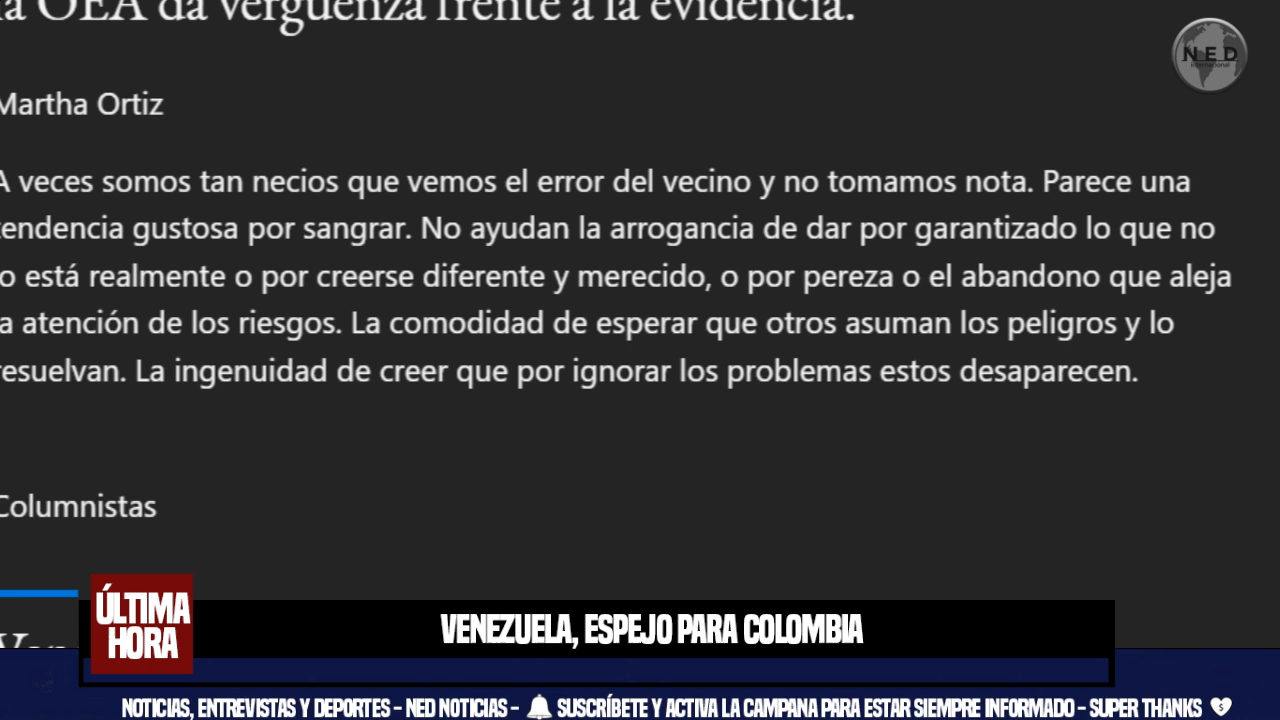 la OEA da vergüenza frente a la evidencia.
NED
international
Martha Ortiz
A veces somos tan necios que vemos el error del vecino y no tomamos nota. Parece una
tendencia gustosa por sangrar. No ayudan la arrogancia de dar por garantizado lo que no
lo está realmente o por creerse diferente y merecido, o por pereza o el abandono que aleja
la atención de los riesgos. La comodidad de esperar que otros asuman los peligros y lo
resuelvan. La ingenuidad de creer que por ignorar los problemas estos desaparecen.
Columnistas
ÚLTIMA
HORA
VENEZUELA, ESPEJO PARA COLOMBIA
NOTICIAS, ENTREVISTAS Y DEPORTES - NED NOTICIAS - SUSCRÍBETE Y ACTIVA LA CAMPANA PARA ESTAR SIEMPRE INFORMADO - SUPER THANKS